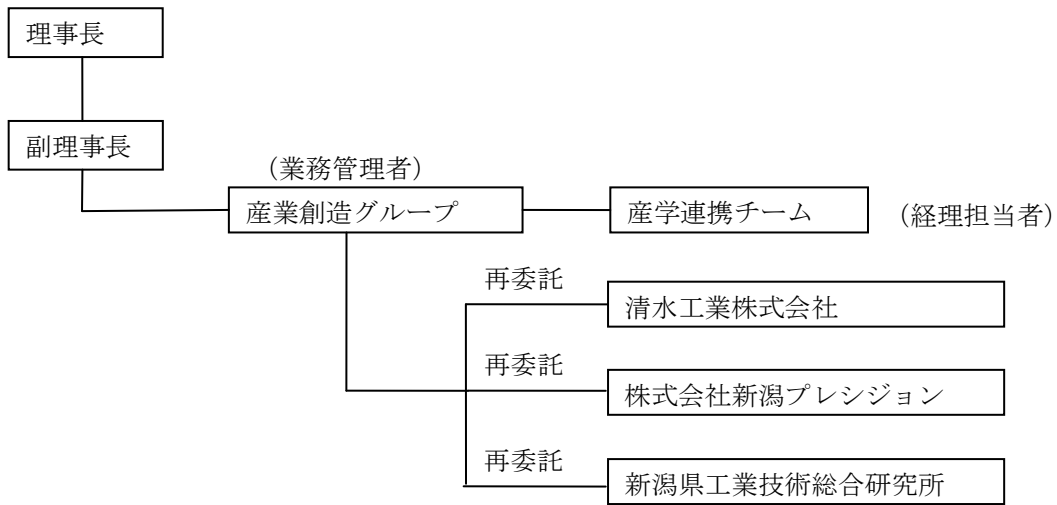 理事長
副理事長
(業務管理者)
産業創造グループ
産学連携チーム
(経理担当者)
再委託
清水工業株式会社
再委託
株式会社新潟プレシジョン
再委託
新潟県工業技術総合研究所